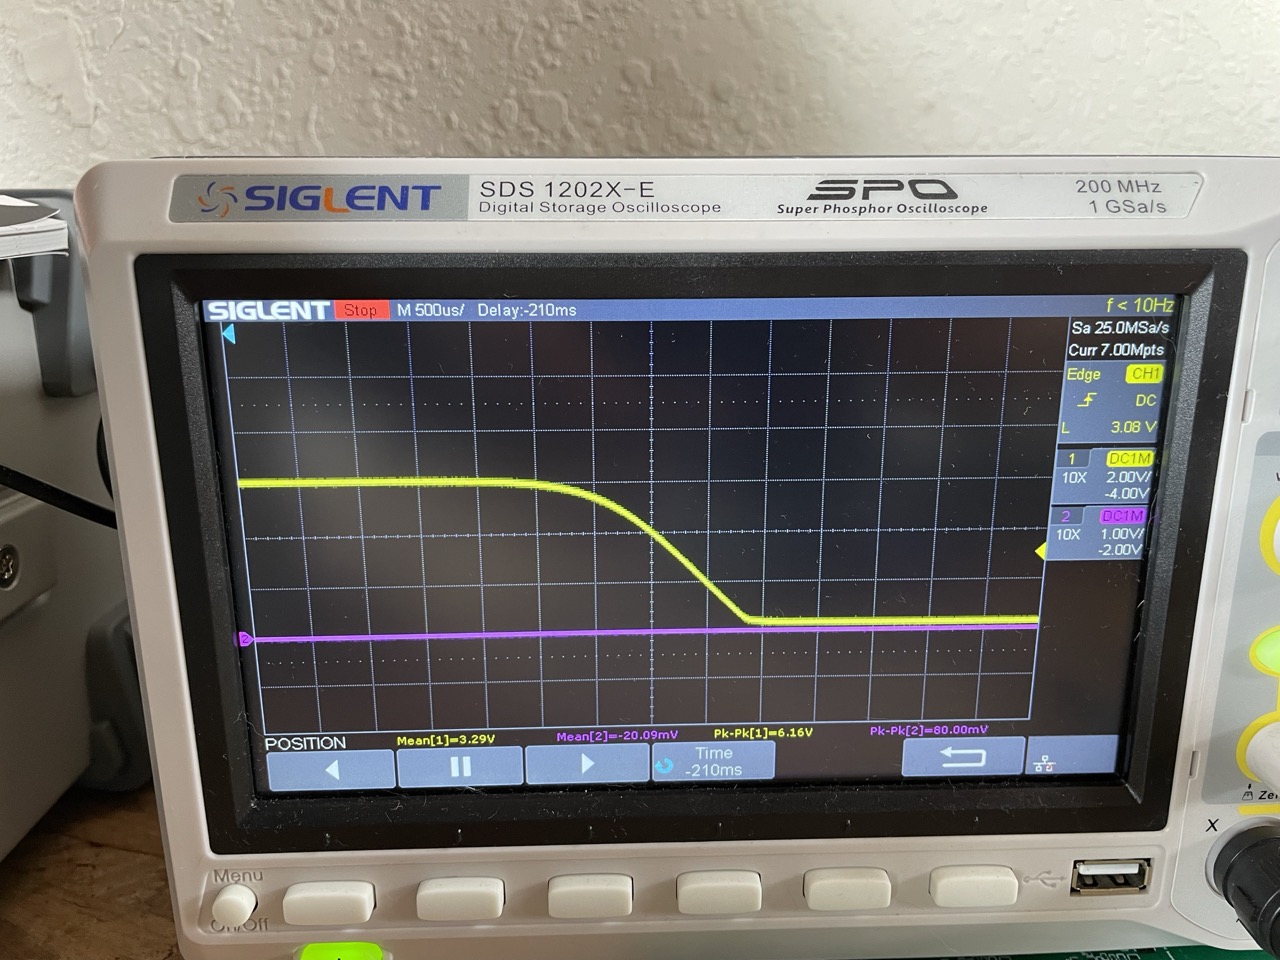 SIGLENT
SDS 1202X-E
Digital Storage Oscilloscope
SPO
Super Phosphor Oscilloscope
200 MHz
1 GSa/s
SIGLENT Stop M 500us/ Delay:-210ms f < 10Hz
Sa 25.0MSa/s
Curr 7.00Mpts
Edge CH1
DC
L 3.08 V
1 DC1M
10X 2.00V/
-4.00V
2 DC1M
10X 1.00V/
-2.00V
2
POSITION Mean[1]=3.29V Mean[2]=-20.09mV Pk-Pk[1]=6.16V Pk-Pk[2]=80.00mV
Time
-210ms
Menu
On/Off
X